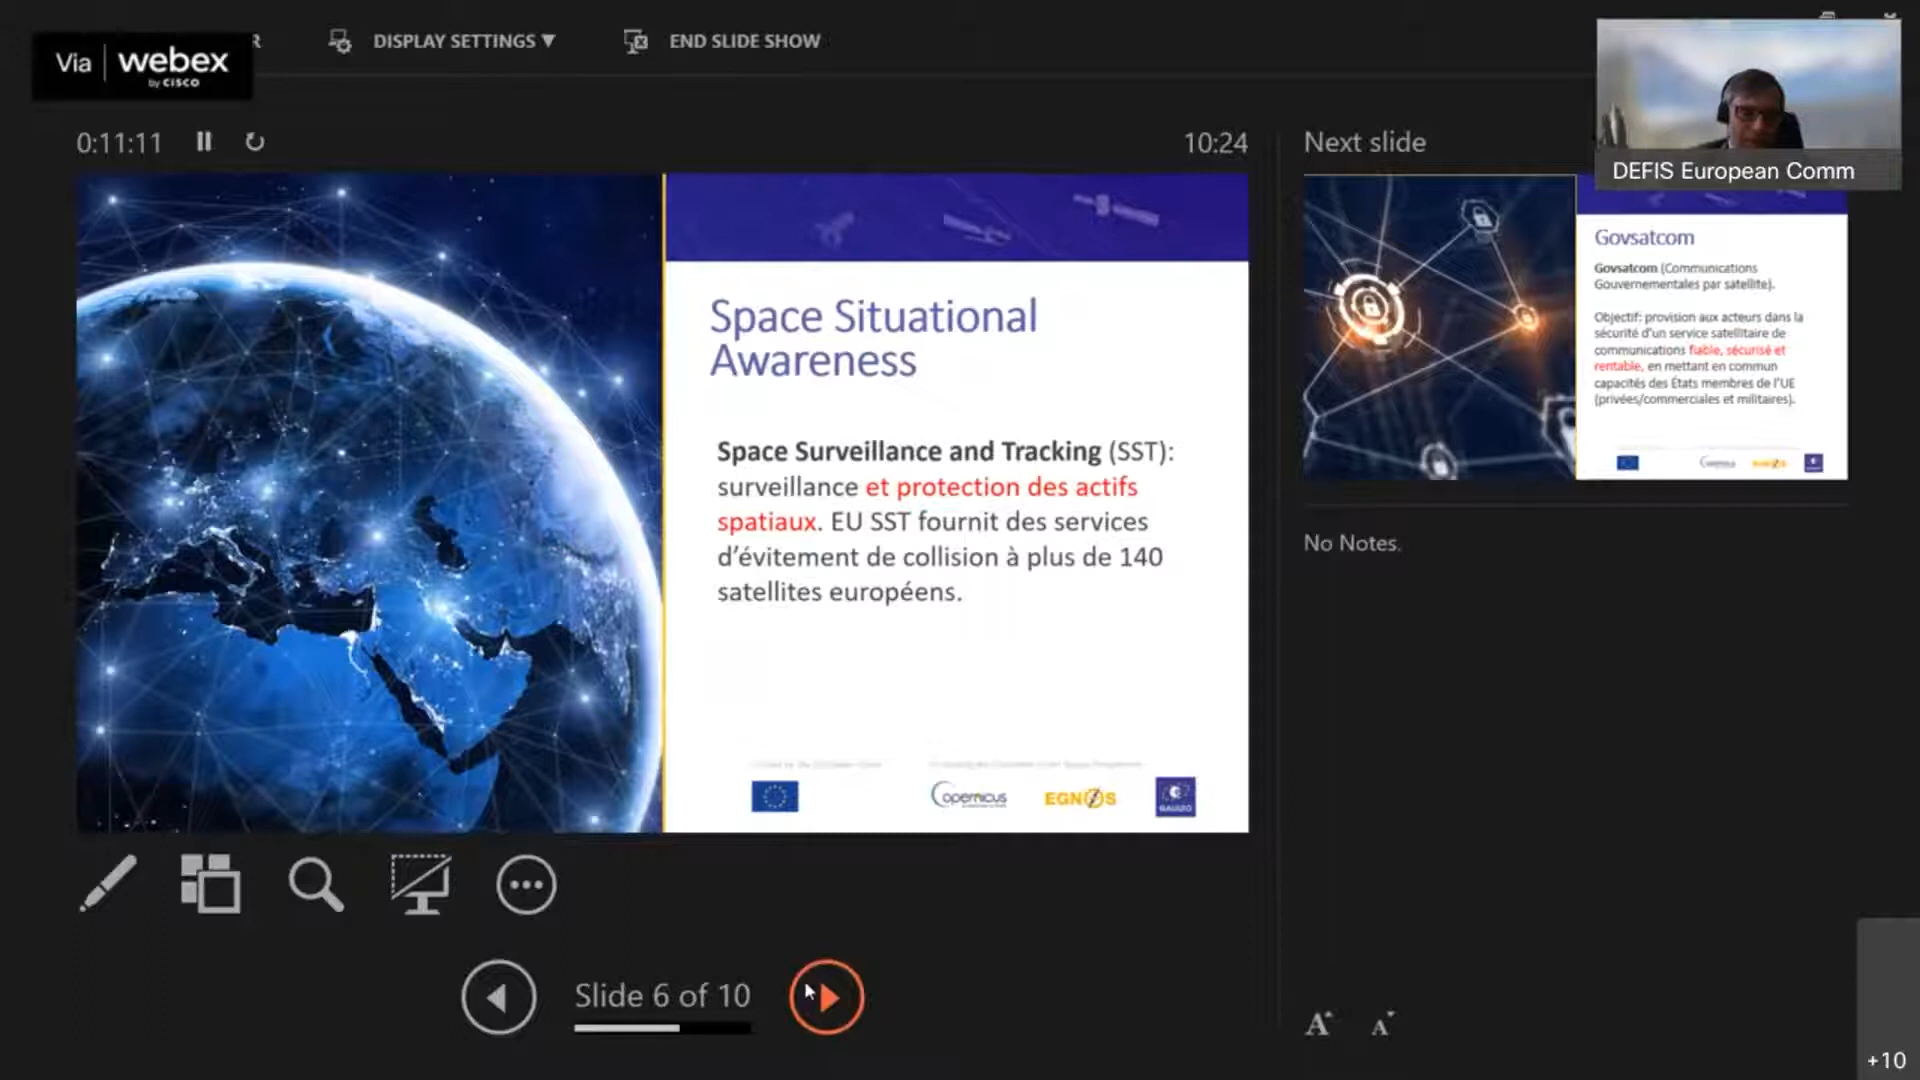 Via webex
by CISCO
R
DISPLAY SETTINGS
END SLIDE SHOW
0:11:11
10:24
Next slide
DEFIS European Comm
Space Situational
Awareness
Space Surveillance and Tracking (SST):
surveillance et protection des actifs
spatiaux. EU SST fournit des services
d’évitement de collision à plus de 140
satellites européens.
Copernicus
EGNOS
GALILEO
Govsatcom
Govsatcom (Communications
Gouvernementales par satellite).
Objectif: provision aux acteurs dans la
sécurité d'un service satellitaire de
communications fiable, sécurisé et
rentable, en mettant en commun
capacités des États membres de l'UE
(privées/commerciales et militaires).
Copernicus
EGNOS
No Notes.
Slide 6 of 10
A A
+10